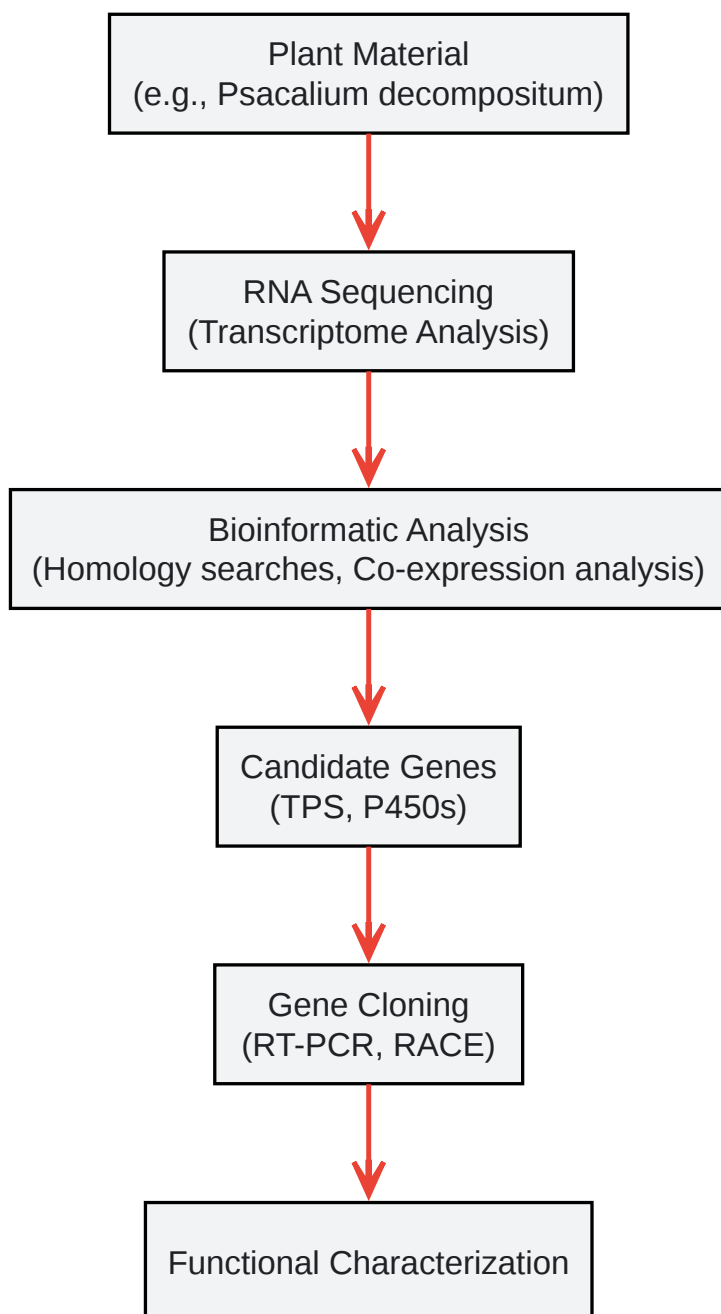 Plant Material
(e.g., Psacalium decompositum)
RNA Sequencing
(Transcriptome Analysis)
Bioinformatic Analysis
(Homology searches, Co-expression analysis)
Candidate Genes
(TPS, P450s)
Gene Cloning
(RT-PCR, RACE)
Functional Characterization